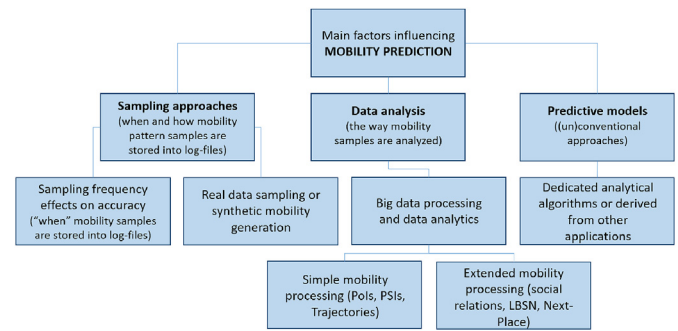 Main factors influencing
MOBILITY PREDICTION
Sampling approaches
(when and how mobility
pattern samples are
stored into log-files)
Data analysis
(the way mobility
samples are analyzed)
Predictive models
((un)conventional
approaches)
Sampling frequency
effects on accuracy
("when" mobility samples
are stored into log-files)
Real data sampling or
synthetic mobility
generation
Big data processing
and data analytics
Dedicated analytical
algorithms or derived
from other
applications
Simple mobility
processing (PoIs, PSIs,
Trajectories)
Extended mobility
processing (social
relations, LBSN, Next-
Place)